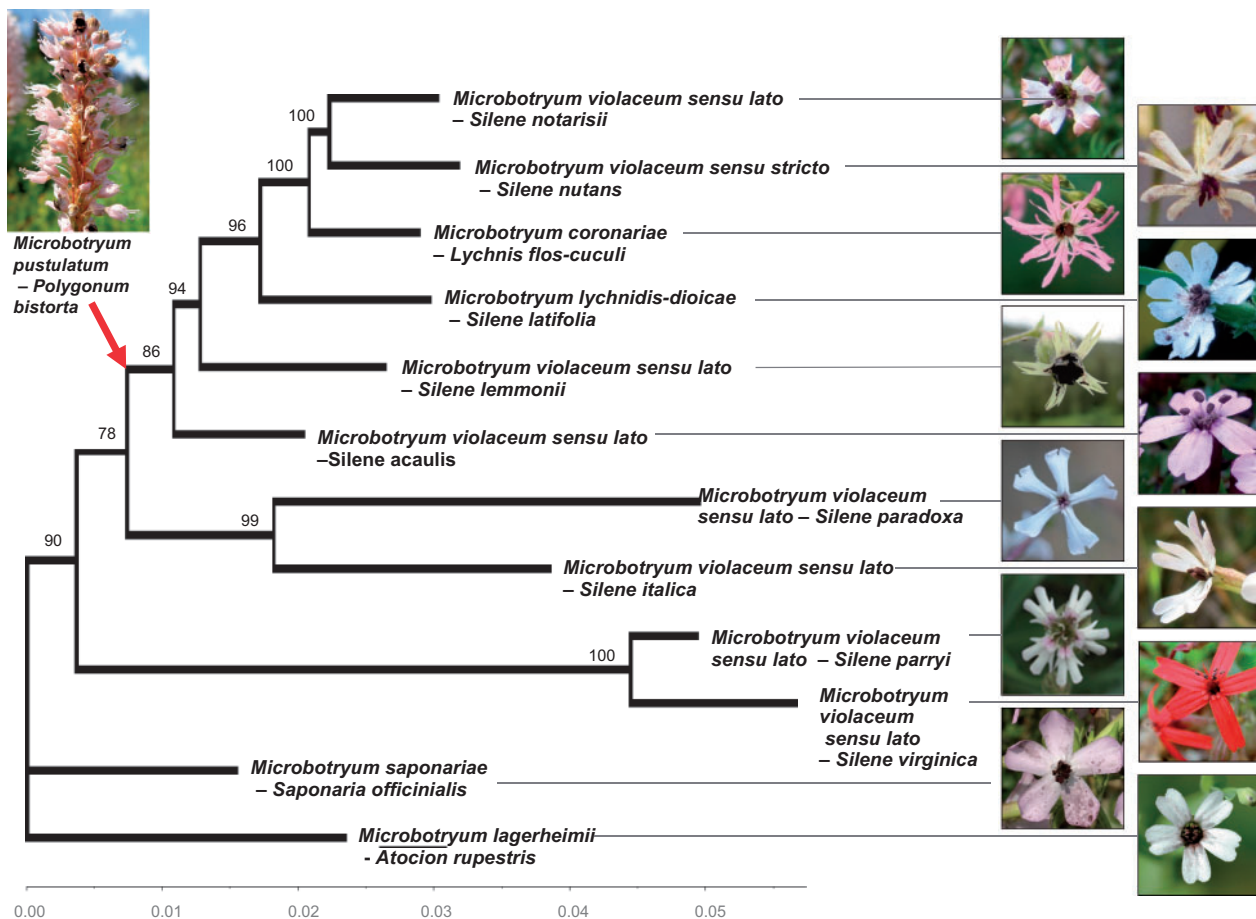 Microbotryum
pustulatum
– Polygonum
bistorta
Microbotryum violaceum sensu lato
– Silene notarisii
100
Microbotryum violaceum sensu stricto
– Silene nutans
100
Microbotryum coronariae
– Lychnis flos-cuculi
96
Microbotryum lychnidis-dioicae
– Silene latifolia
94
Microbotryum violaceum sensu lato
– Silene lemmonii
86
Microbotryum violaceum sensu lato
–Silene acaulis
78
Microbotryum violaceum
sensu lato – Silene paradoxa
99
Microbotryum violaceum sensu lato
– Silene italica
90
Microbotryum violaceum
sensu lato – Silene parryi
100
Microbotryum
violaceum
sensu lato
– Silene virginica
Microbotryum saponariae
– Saponaria officinialis
Microbotryum lagerheimii
- Atocion rupestris
0.00 0.01 0.02 0.03 0.04 0.05